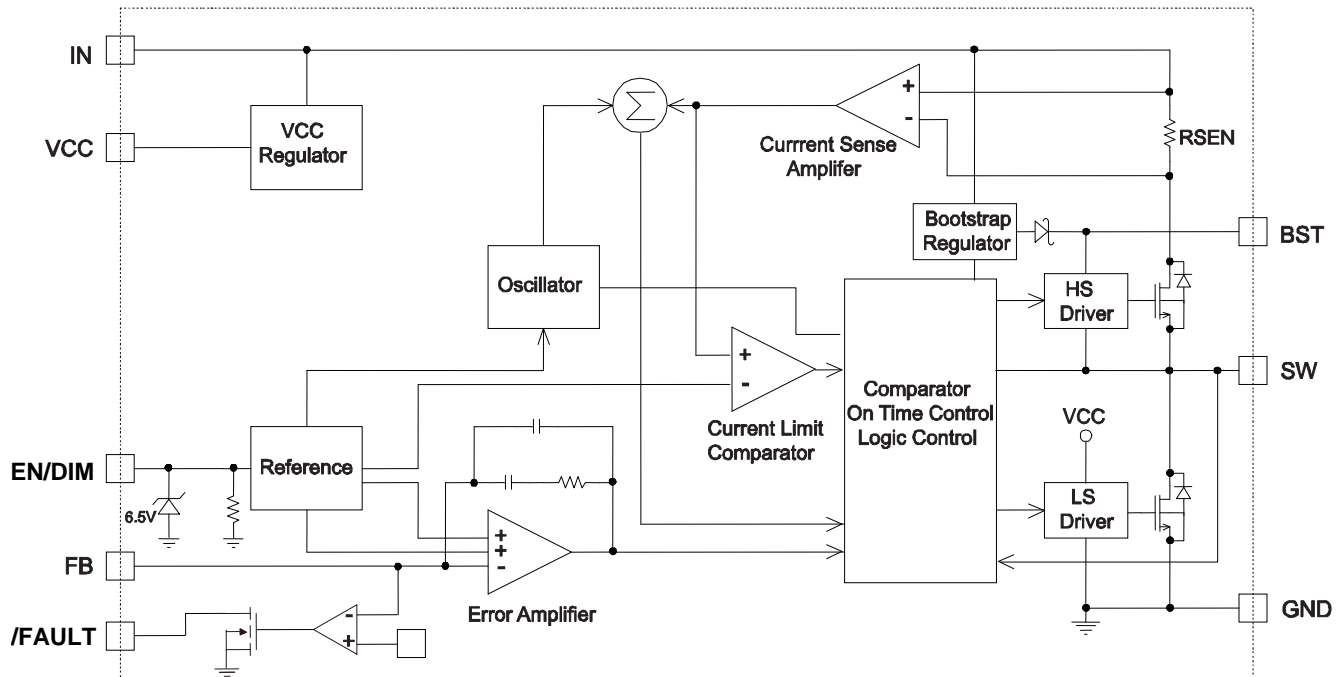 IN
VCC
VCC
Regulator
Σ
+
-
Currrent Sense
Amplifer
RSEN
Bootstrap
Regulator
BST
Oscillator
HS
Driver
+
-
Current Limit
Comparator
Comparator
On Time Control
Logic Control
SW
VCC
EN/DIM
Reference
6.5V
LS
Driver
FB
+
+
-
Error Amplifier
/FAULT
-
+
GND